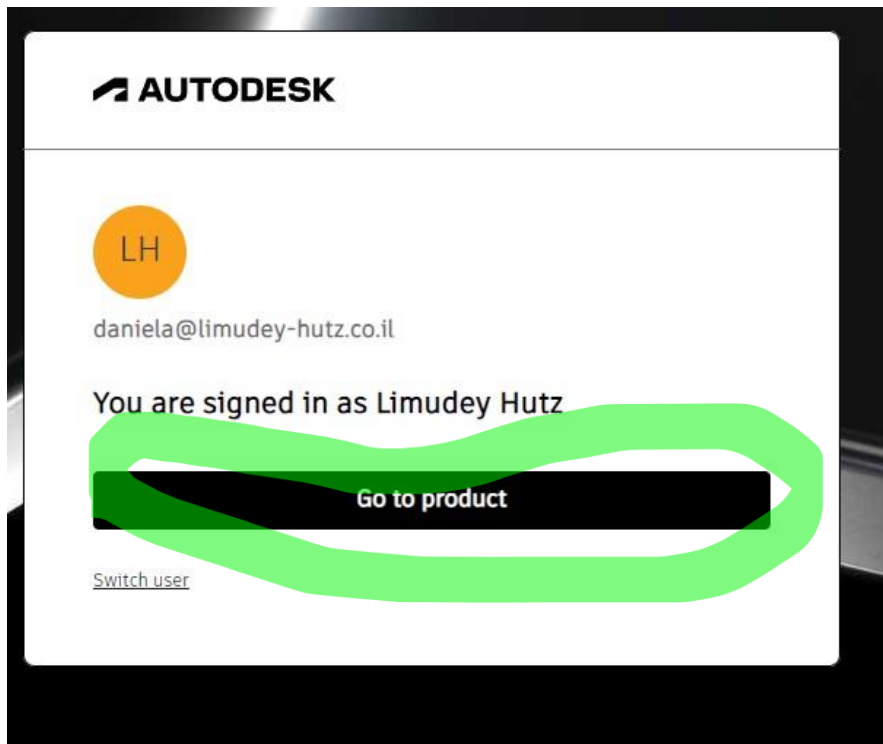 AUTODESK
LH
daniela@limudey-hutz.co.il
You are signed in as Limudey Hutz
Go to product
Switch user